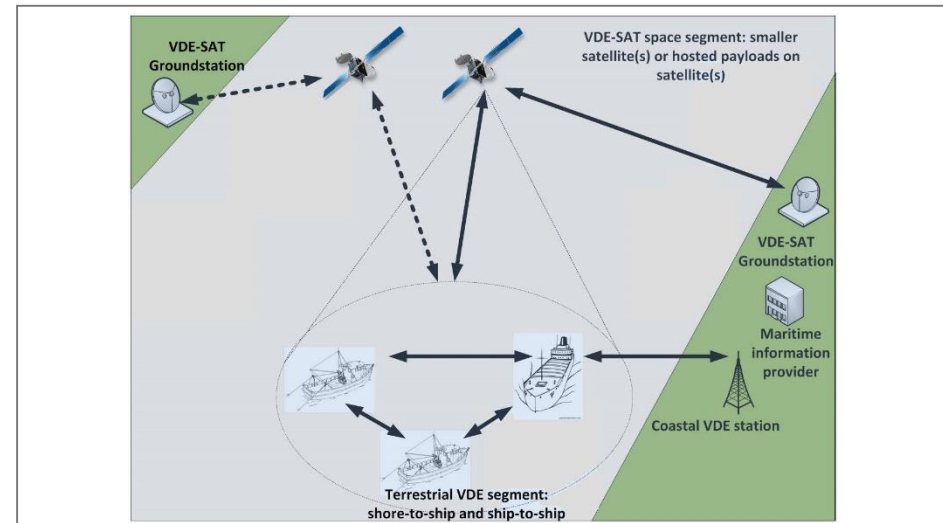 VDE-SAT
Groundstation
VDE-SAT space segment: smaller
satellite(s) or hosted payloads on
satellite(s)
VDE-SAT
Groundstation
Maritime
information
provider
Coastal VDE station
Terrestrial VDE segment:
shore-to-ship and ship-to-ship